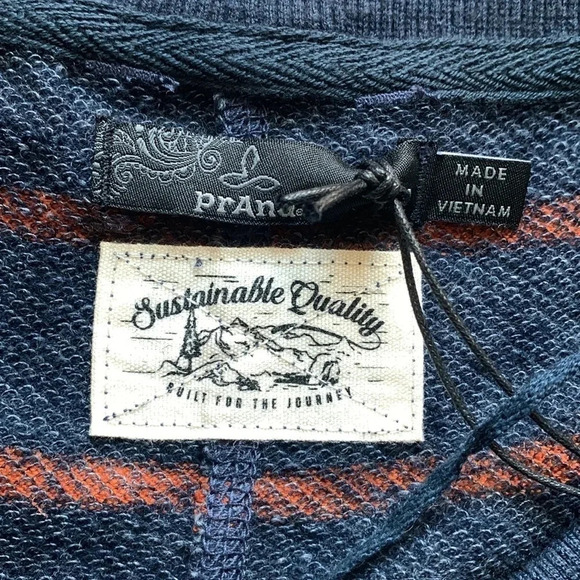 prAna
MADE
IN
VIETNAM
Sustainable Quality
BUILT FOR THE JOURNEY